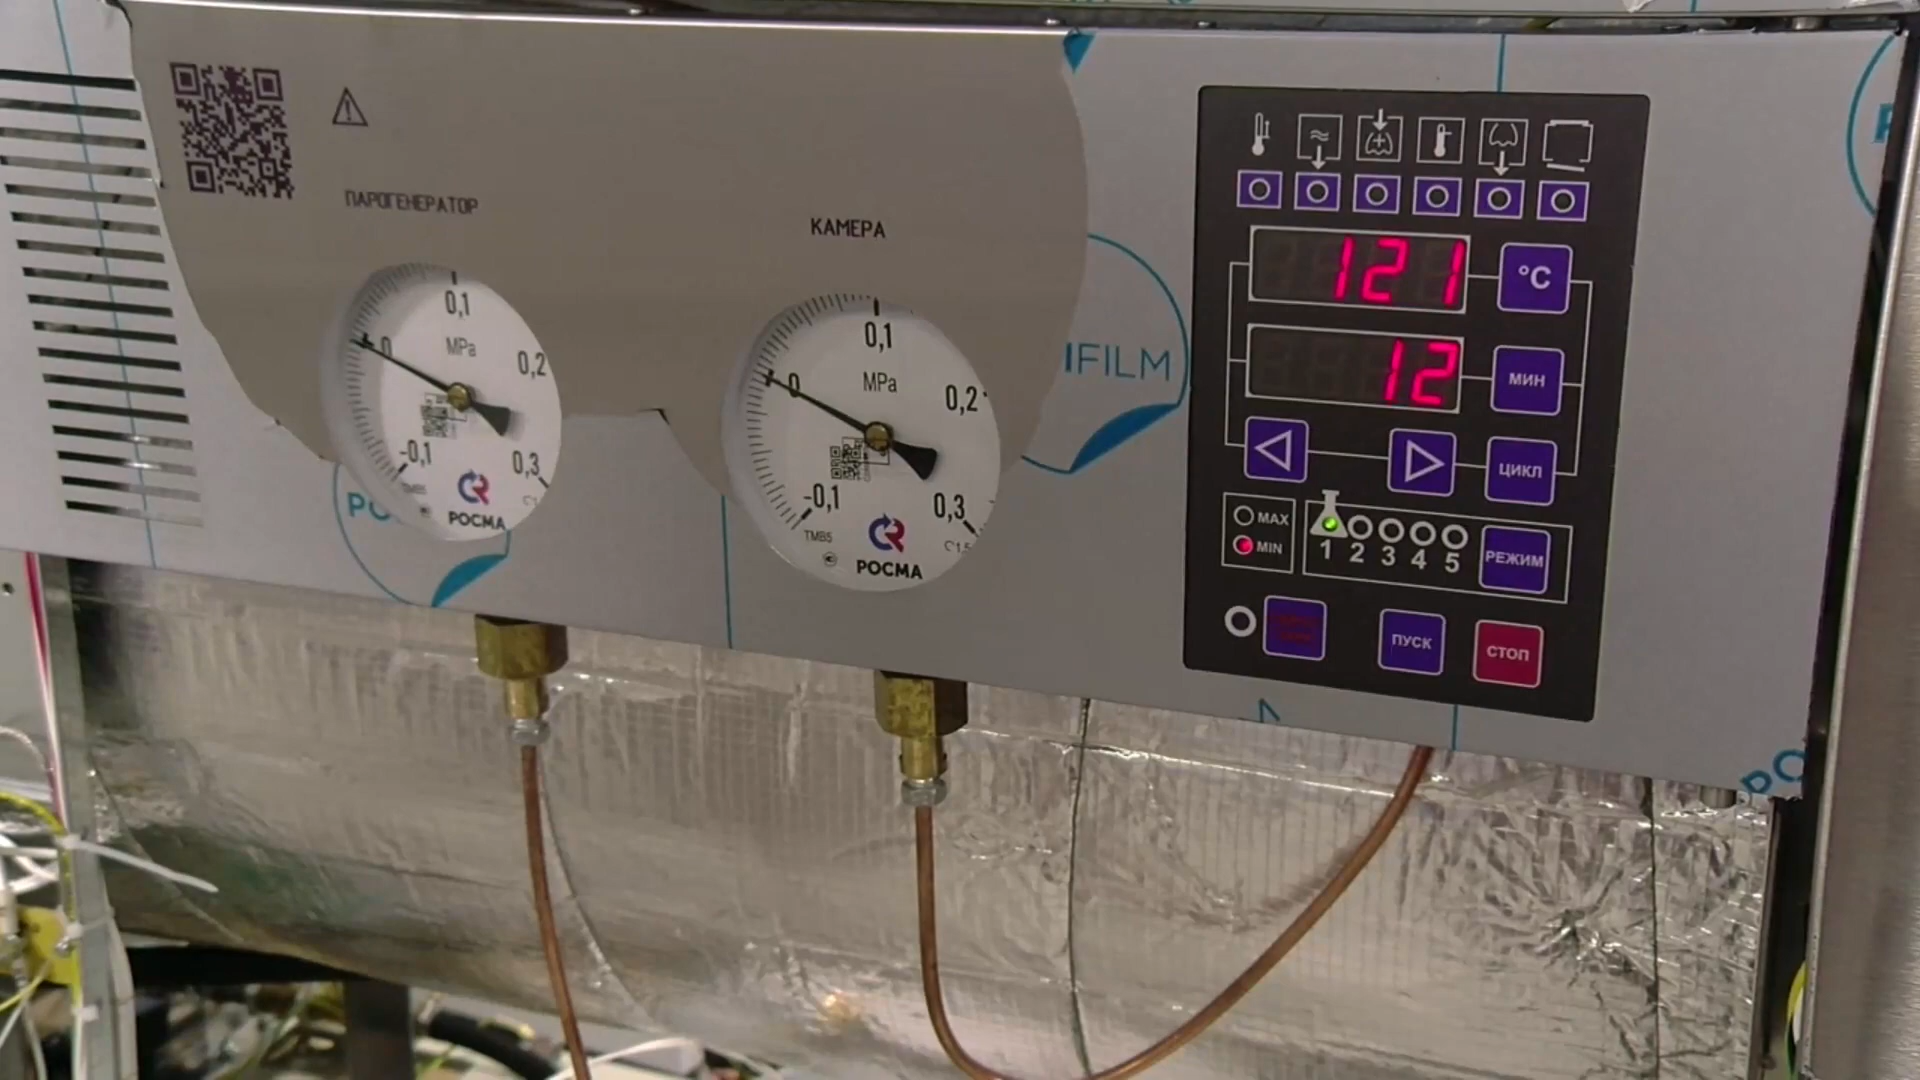 ПАРОГЕНЕРАТОР
0,1
MPa
0
0,2
-0,1
0,3
РОСМА
КАМЕРА
0,1
MPa
0
0,2
-0,1
0,3
ТМВ5
РОСМА
IFILM
121
°C
12
МИН
ЦИКЛ
MAX
MIN
1 2 3 4 5
РЕЖИМ
ПУСК
СТОП